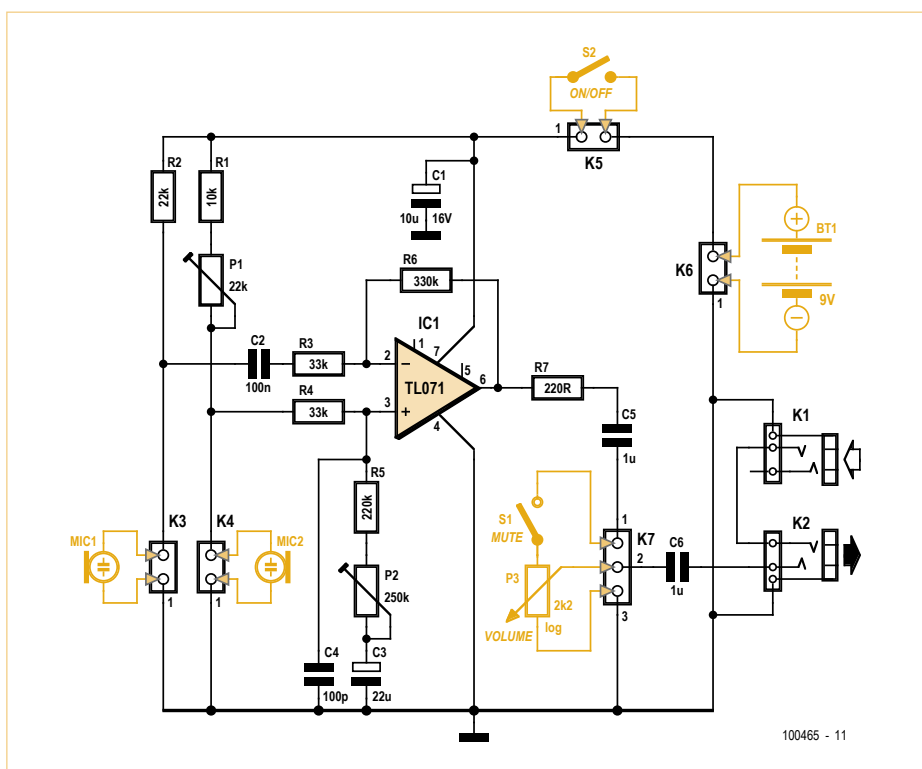 S2
ON/OFF
1
K5
R2
22k
R1
10k
C1
10u 16V
P1
22k
R6
330k
K6
1
BT1
9V
IC1
C2
100n
R3
33k
2
1
7
TL071
5
6
R7
220R
R4
33k
3
4
C5
1u
K1
R5
220k
S1
MUTE
1
K7
2
C6
1u
K2
MIC1
K3
1
K4
1
MIC2
P2
250k
P3
2k2
log
VOLUME
3
C4
100p
C3
22u
100465 - 11